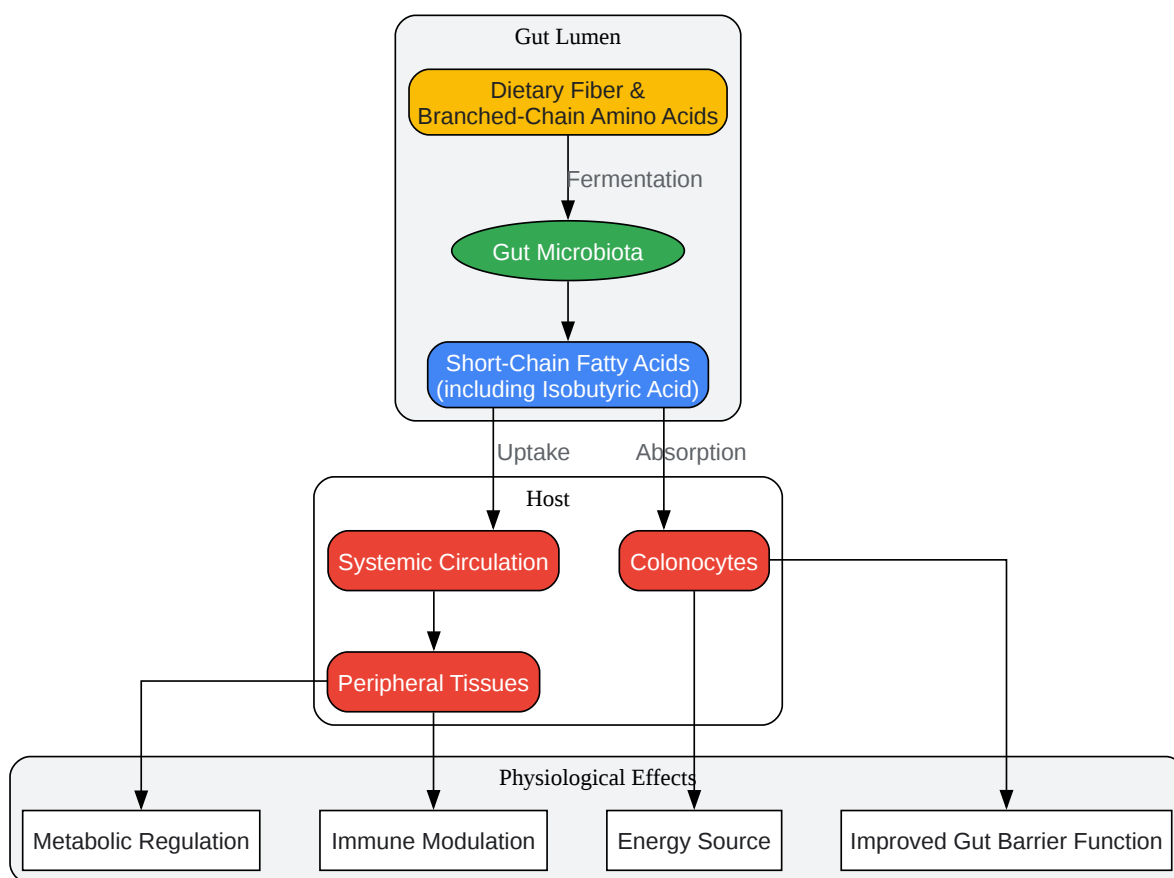 Gut Lumen
Dietary Fiber &
Branched-Chain Amino Acids
Fermentation
Gut Microbiota
Short-Chain Fatty Acids
(including Isobutyric Acid)
Uptake
Absorption
Host
Systemic Circulation
Colonocytes
Peripheral Tissues
Physiological Effects
Metabolic Regulation
Immune Modulation
Energy Source
Improved Gut Barrier Function